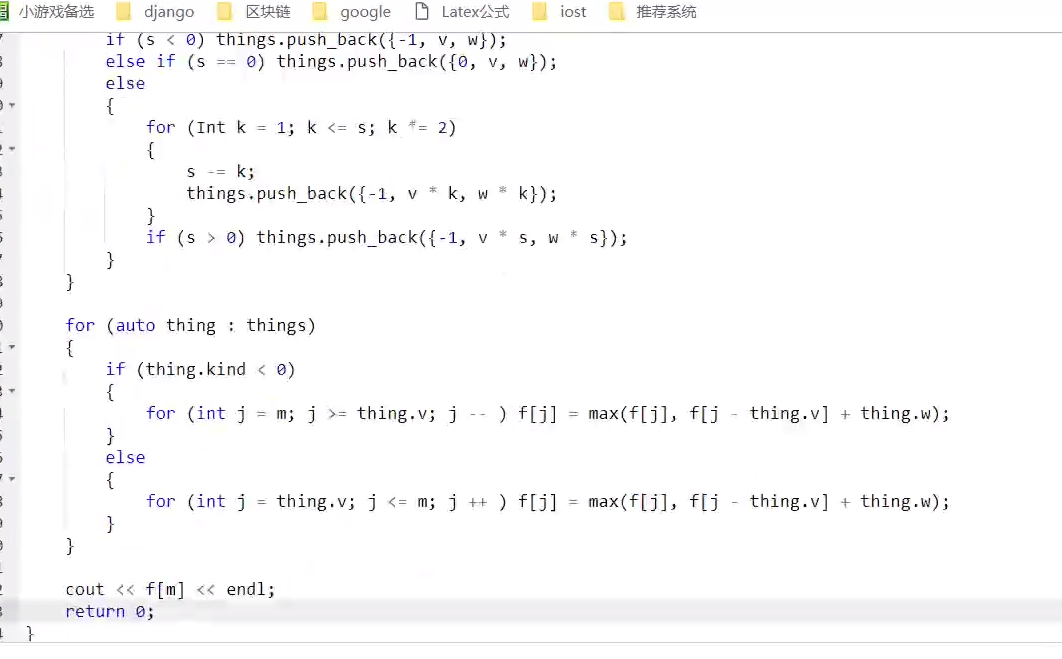 小游戏备选 django 区块链 google Latex公式 iost 推荐系统
if (s < 0) things.push_back({-1, v, w});
else if (s == 0) things.push_back({0, v, w});
else
{
for (Int k = 1; k <= s; k *= 2)
{
s -= k;
things.push_back({-1, v * k, w * k});
}
if (s > 0) things.push_back({-1, v * s, w * s});
}
}
for (auto thing : things)
{
if (thing.kind < 0)
{
for (int j = m; j >= thing.v; j -- ) f[j] = max(f[j], f[j - thing.v] + thing.w);
}
else
{
for (int j = thing.v; j <= m; j ++ ) f[j] = max(f[j], f[j - thing.v] + thing.w);
}
}
cout << f[m] << endl;
return 0;
}